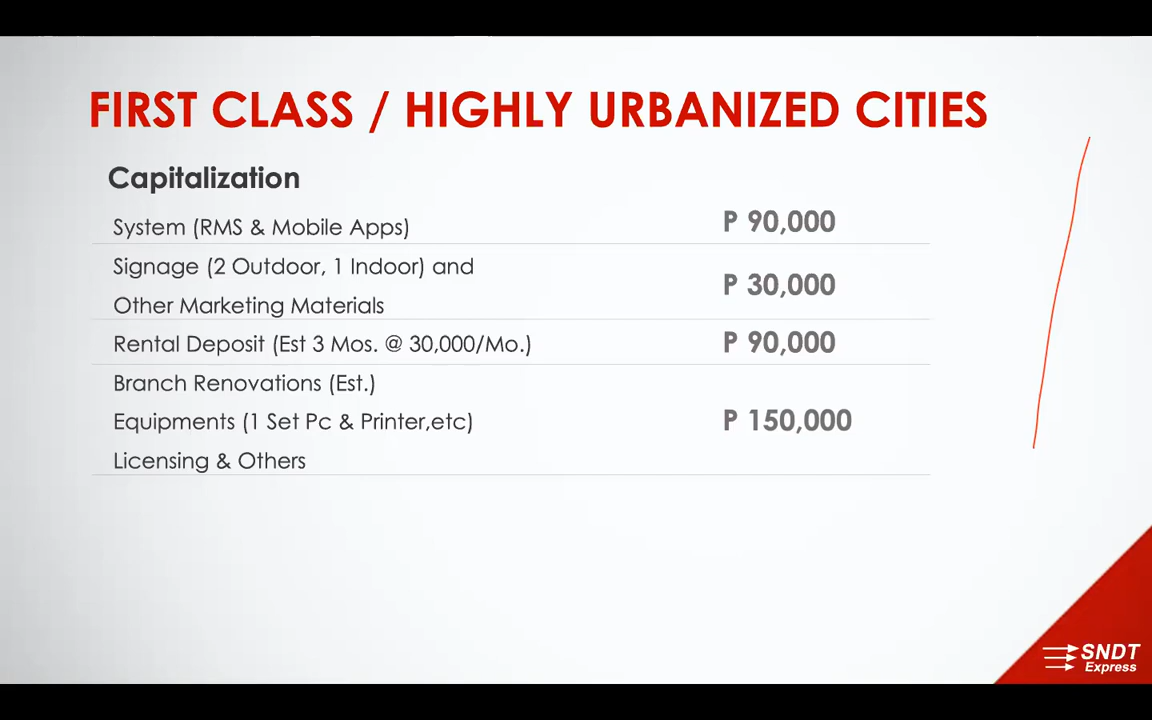 FIRST CLASS / HIGHLY URBANIZED CITIES
Capitalization
System (RMS & Mobile Apps) P 90,000
Signage (2 Outdoor, 1 Indoor) and
Other Marketing Materials P 30,000
Rental Deposit (Est 3 Mos. @ 30,000/Mo.) P 90,000
Branch Renovations (Est.)
Equipments (1 Set Pc & Printer,etc) P 150,000
Licensing & Others
SNDT
Express